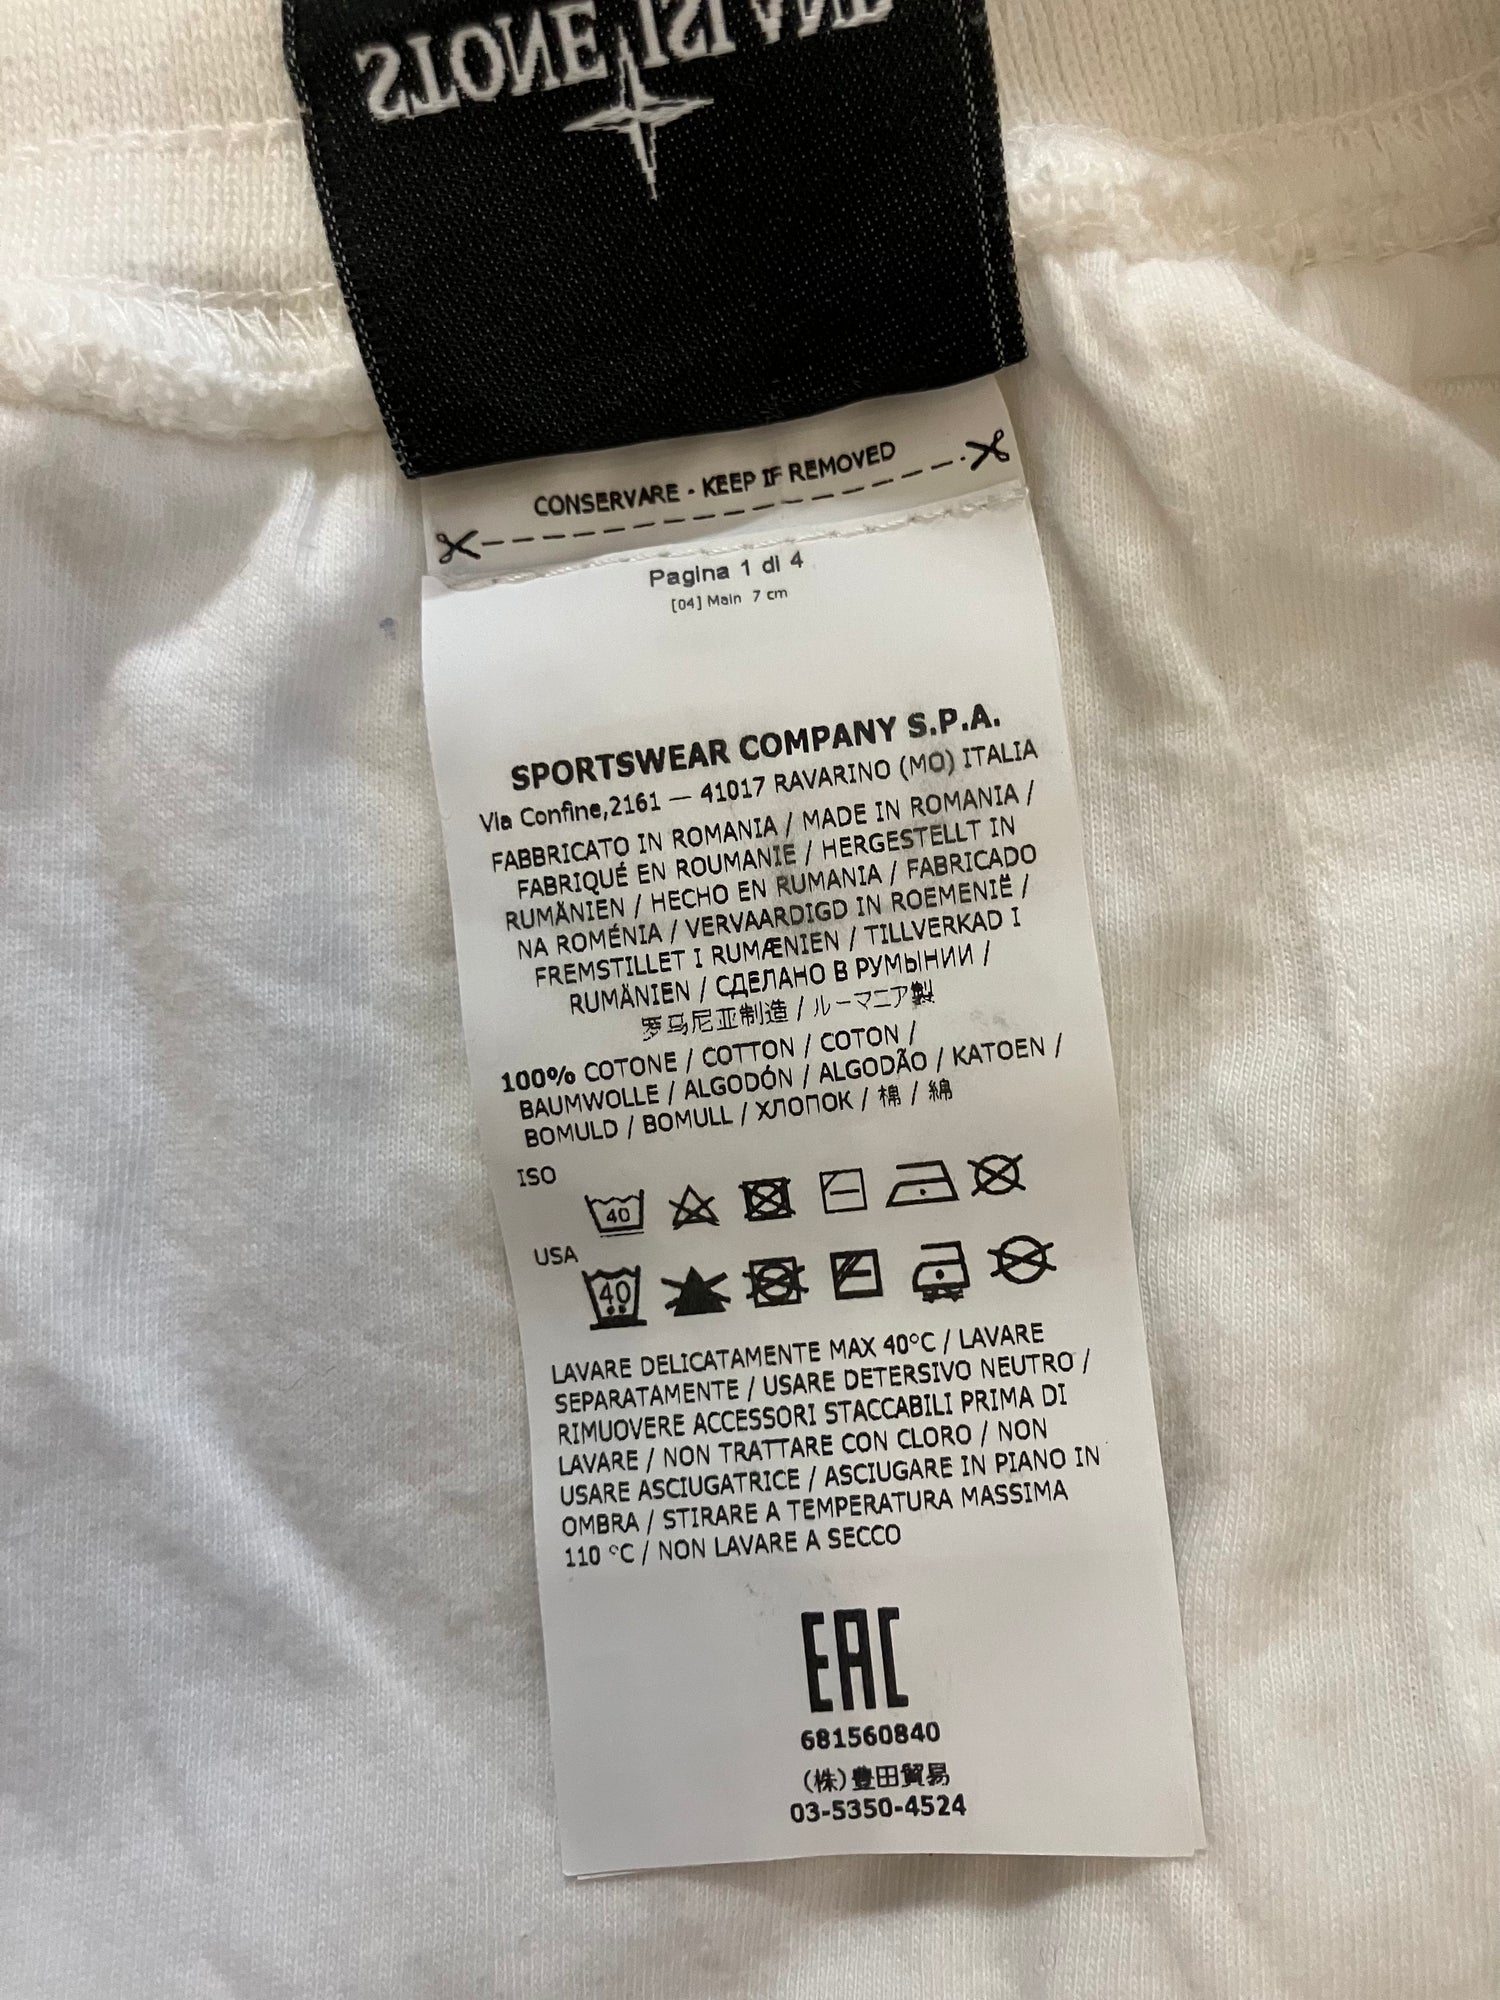 STONE ISLAND
CONSERVARE - KEEP IF REMOVED
Pagina 1 di 4
[04] Main 7 cm
SPORTSWEAR COMPANY S.P.A.
Via Confine,2161 — 41017 RAVARINO (MO) ITALIA
FABBRICATO IN ROMANIA / MADE IN ROMANIA /
FABRIQUÉ EN ROUMANIE / HERGESTELLT IN
RUMÄNIEN / HECHO EN RUMANIA / FABRICADO
NA ROMÉNIA / VERVAARDIGD IN ROEMENIË /
FREMSTILLET I RUMÆNIEN / TILLVERKAD I
RUMÄNIEN / СДЕЛАНО В РУМЫНИИ /
罗马尼亚制造 / ルーマニア製
100% COTONE / COTTON / COTON /
BAUMWOLLE / ALGODÓN / ALGODÃO / KATOEN /
BOMULD / BOMULL / ХЛОПОК / 棉 / 綿
ISO
40
USA
40
LAVARE DELICATAMENTE MAX 40°C / LAVARE
SEPARATAMENTE / USARE DETERSIVO NEUTRO /
RIMUOVERE ACCESSORI STACCABILI PRIMA DI
LAVARE / NON TRATTARE CON CLORO / NON
USARE ASCIUGATRICE / ASCIUGARE IN PIANO IN
OMBRA / STIRARE A TEMPERATURA MASSIMA
110 °C / NON LAVARE A SECCO
EAC
681560840
(株)豊田貿易
03-5350-4524